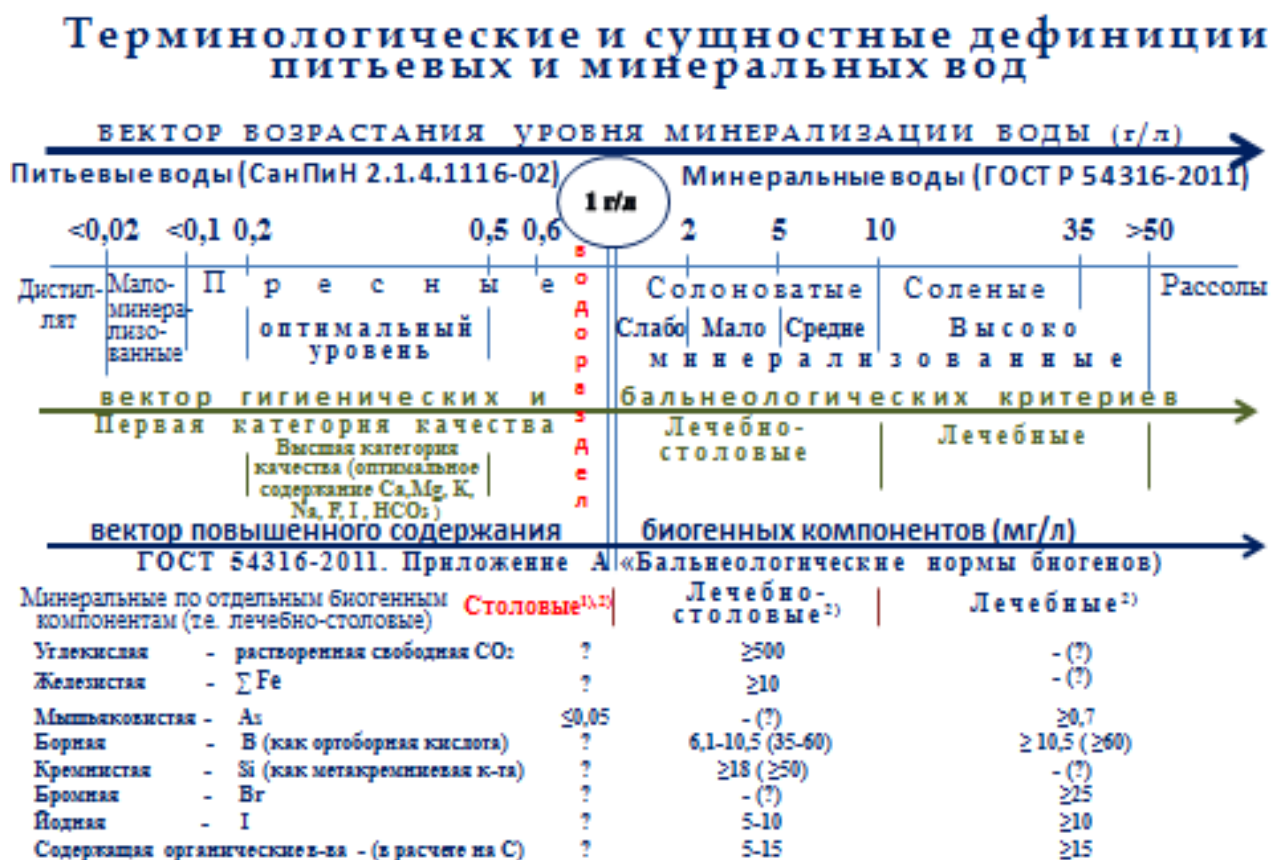 Терминологические и сущностные дефиниции
питьевых и минеральных вод
ВЕКТОР ВОЗРАСТАНИЯ УРОВНЯ МИНЕРАЛИЗАЦИИ ВОДЫ (г/л)
Питьевые воды (СанПиН 2.1.4.1116-02)
1 г/л
Минеральные воды (ГОСТ Р 54316-2011)
<0,02 <0,1 0,2 0,5 0,6 2 5 10 35 >50
Дистил-
лят
Мало-
минера-
лизо-
ванные
Пресные
оптимальный
уровень
водораздел
Солоноватые Соленые Рассолы
Слабо Мало Средне Высоко
минерализованные
вектор гигиенических и бальнеологических критериев
Первая категория качества
Высшая категория
качества (оптимальное
содержание Ca,Mg, K,
Na, F, I , HCO₃ )
Лечебно-
столовые
Лечебные
вектор повышенного содержания биогенных компонентов (мг/л)
ГОСТ 54316-2011. Приложение А «Бальнеологические нормы биогенов)
Минеральные по отдельным биогенным
компонентам (т.е. лечебно-столовые)
Столовые¹⁾,²⁾
Лечебно-
столовые²⁾
Лечебные²⁾
Углекислая - растворенная свободная CO₂ ? ≥500 - (?)
Железистая - ∑ Fe ? ≥10 - (?)
Мышьяковистая - As ≤0,05 - (?) ≥0,7
Борная - B (как ортоборная кислота) ? 6,1-10,5 (35-60) ≥ 10,5 ( ≥60)
Кремнистая - Si (как метакремниевая к-та) ? ≥18 ( ≥50) - (?)
Бромная - Br ? - (?) ≥25
Йодная - I ? 5-10 ≥10
Содержащая органические в-ва - (в расчете на С) ? 5-15 ≥15